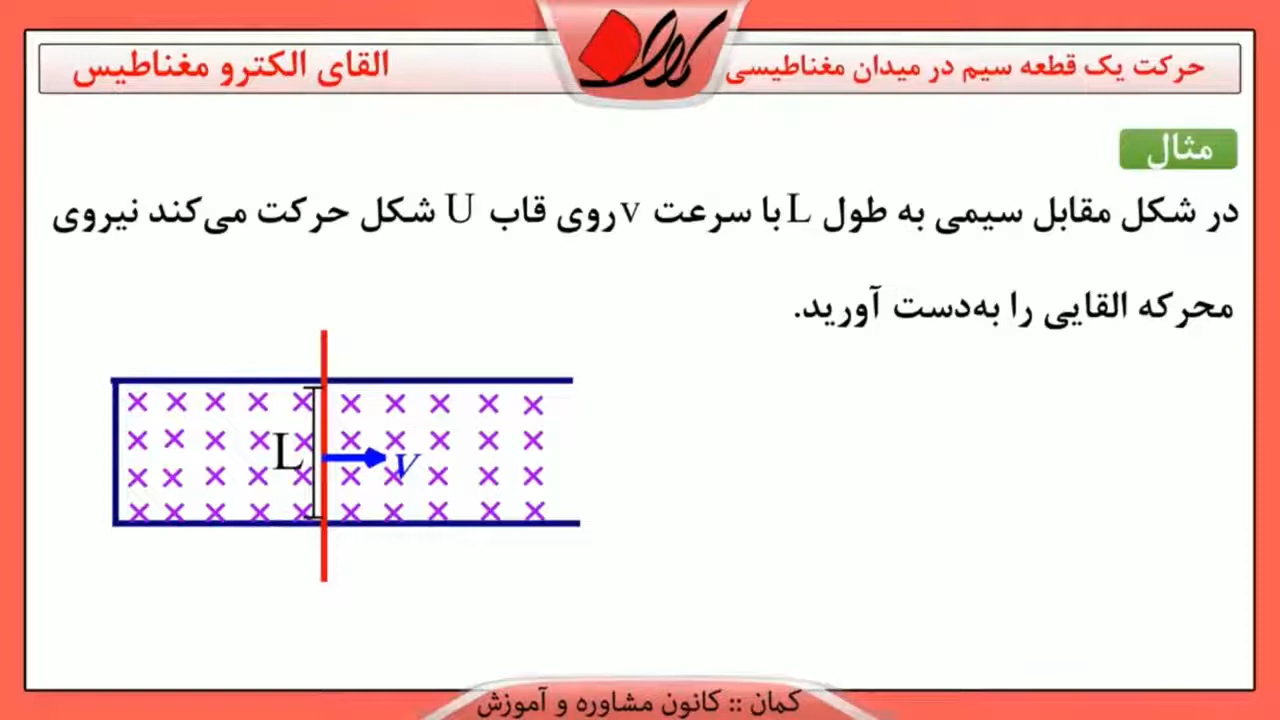 حرکت یک قطعه سیم در میدان مغناطیسی
کمان
القای الکترو مغناطیس
مثال
در شکل مقابل سیمی به طول L با سرعت v روی قاب U شکل حرکت می‌کند نیروی
محرکه القایی را به‌دست آورید.
L
v
کمان :: کانون مشاوره و آموزش